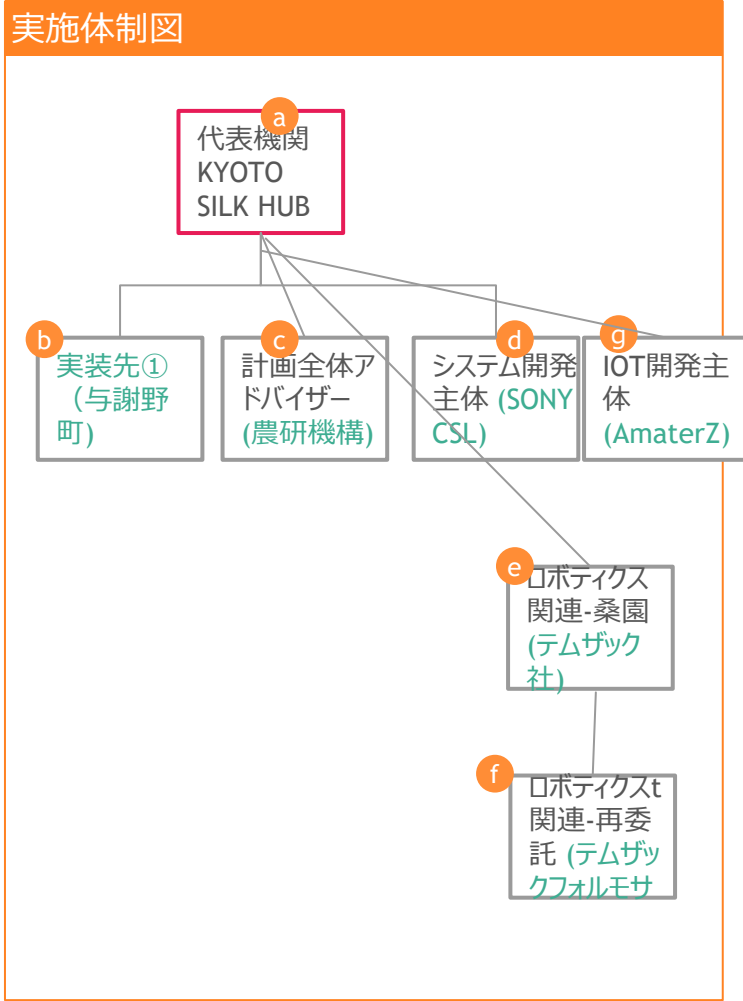 実施体制図
a
代表機関
KYOTO
SILK HUB
b
実装先①
（与謝野
町）
c
計画全体ア
ドバイザー
(農研機構)
d
システム開発
主体 (SONY
CSL)
g
IOT開発主
体
(AmaterZ)
e
ロボティクス
関連-桑園
(テムザック
社)
f
ロボティクスt
関連-再委
託 (テムザッ
クフォルモサ